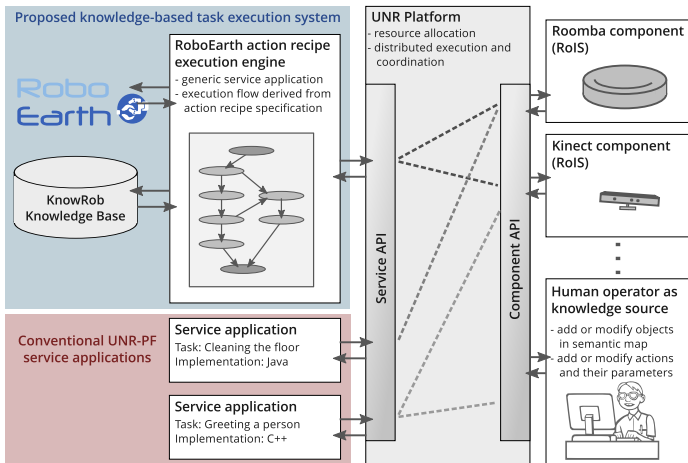 Proposed knowledge-based task execution system
Robo
Earth
KnowRob
Knowledge Base
RoboEarth action recipe
execution engine
- generic service application
- execution flow derived from
action recipe specification
Conventional UNR-PF
service applications
Service application
Task: Cleaning the floor
Implementation: Java
Service application
Task: Greeting a person
Implementation: C++
UNR Platform
- resource allocation
- distributed execution and
coordination
Service API
Component API
Roomba component
(RoIS)
Kinect component
(RoIS)
Human operator as
knowledge source
- add or modify objects
in semantic map
- add or modify actions
and their parameters